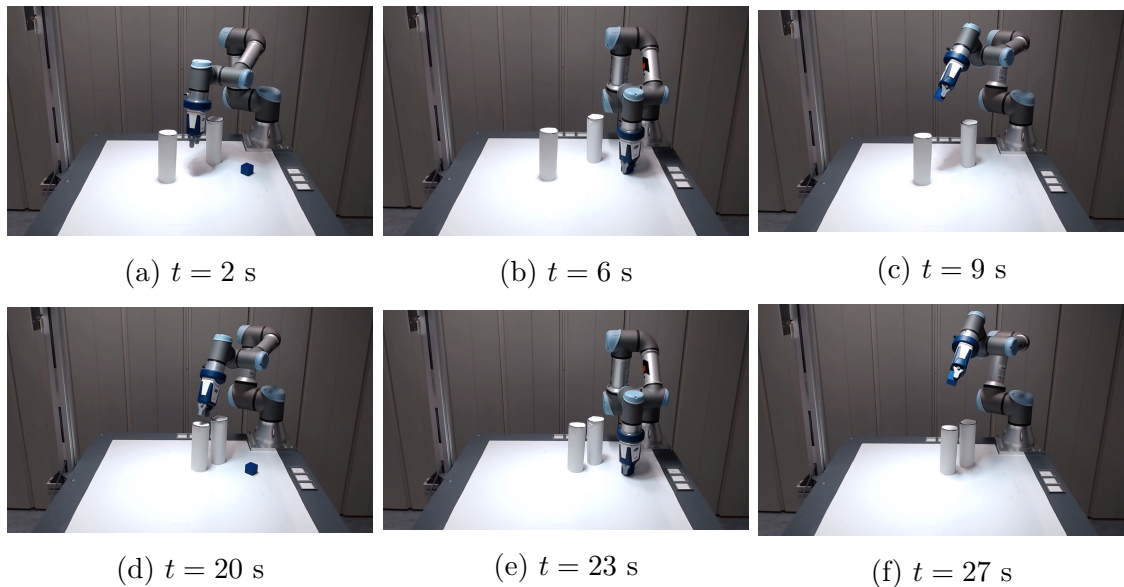 (a) t = 2 s
(b) t = 6 s
(c) t = 9 s
(d) t = 20 s
(e) t = 23 s
(f) t = 27 s